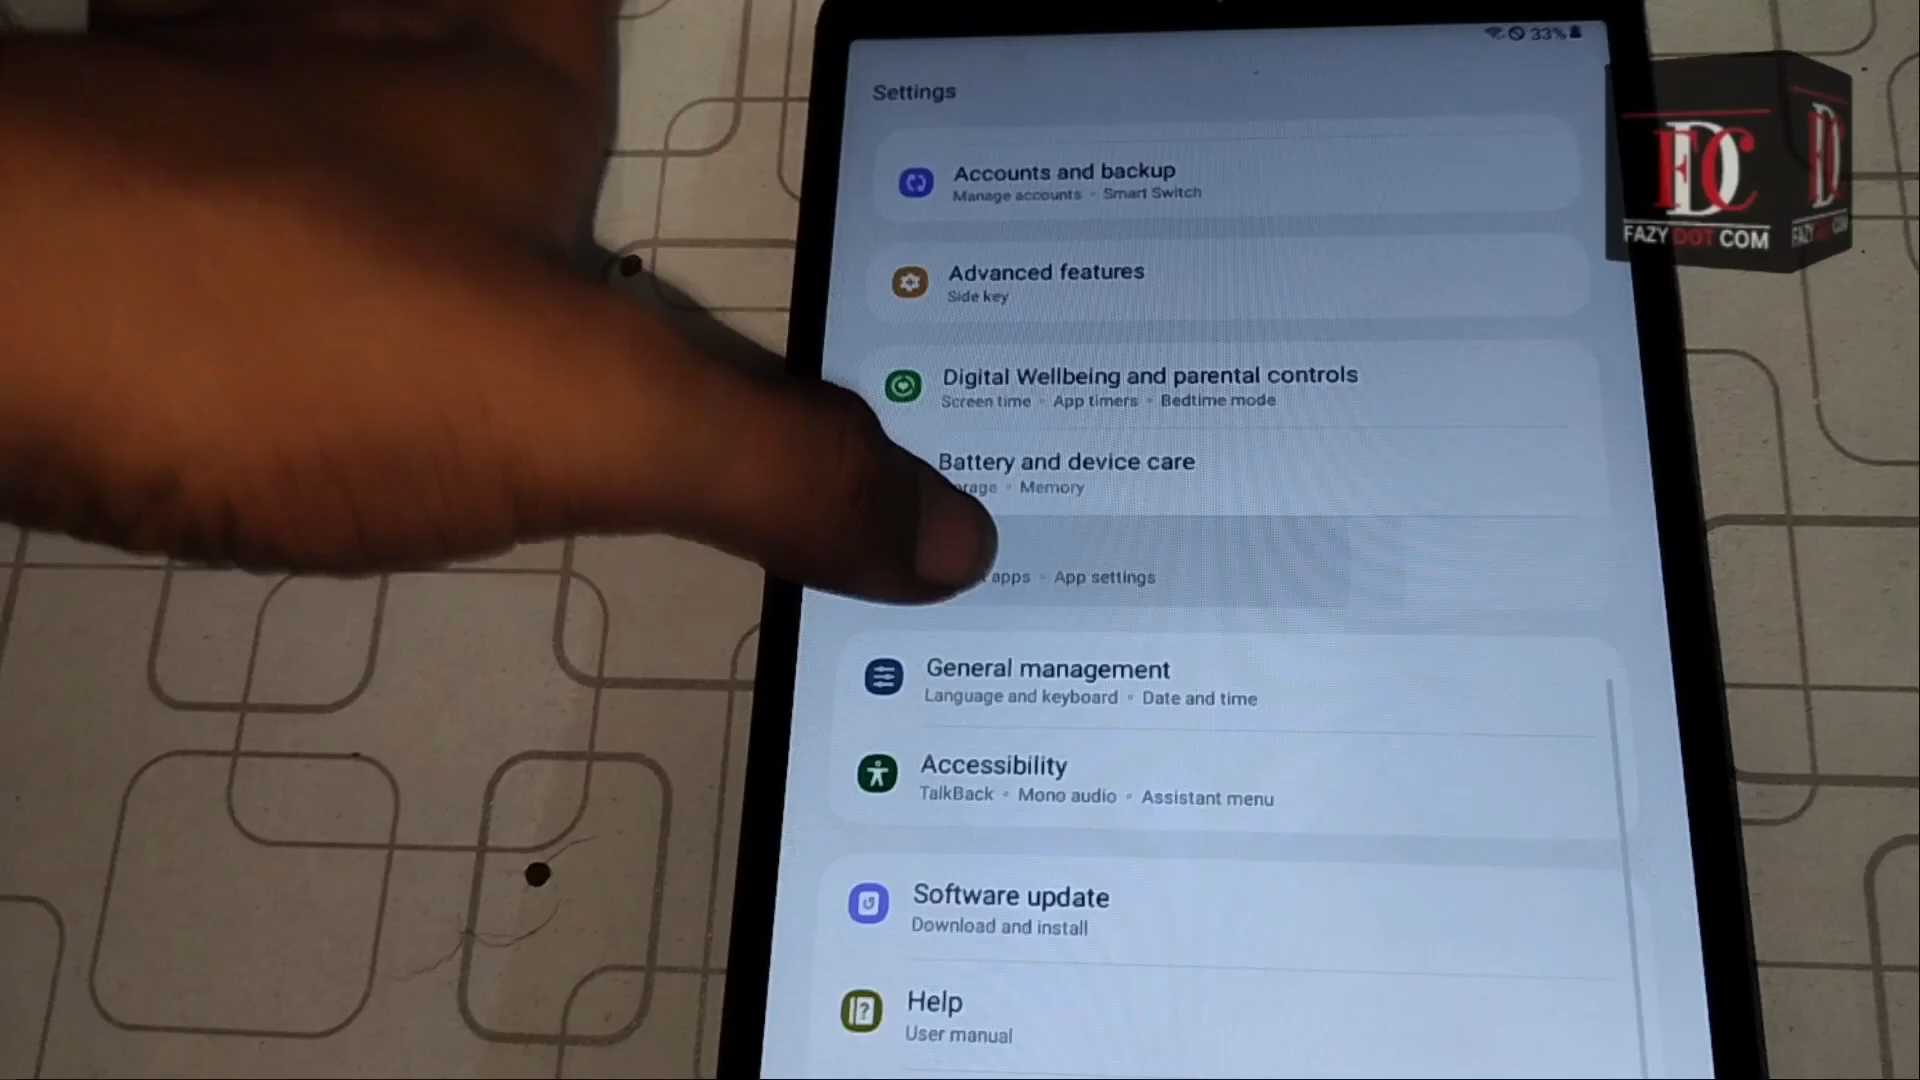 33%
Settings
Accounts and backup
Manage accounts • Smart Switch
FDC
FAZY DOT COM
Advanced features
Side key
Digital Wellbeing and parental controls
Screen time • App timers • Bedtime mode
Battery and device care
Memory
apps • App settings
General management
Language and keyboard • Date and time
Accessibility
TalkBack • Mono audio • Assistant menu
Software update
Download and install
Help
User manual